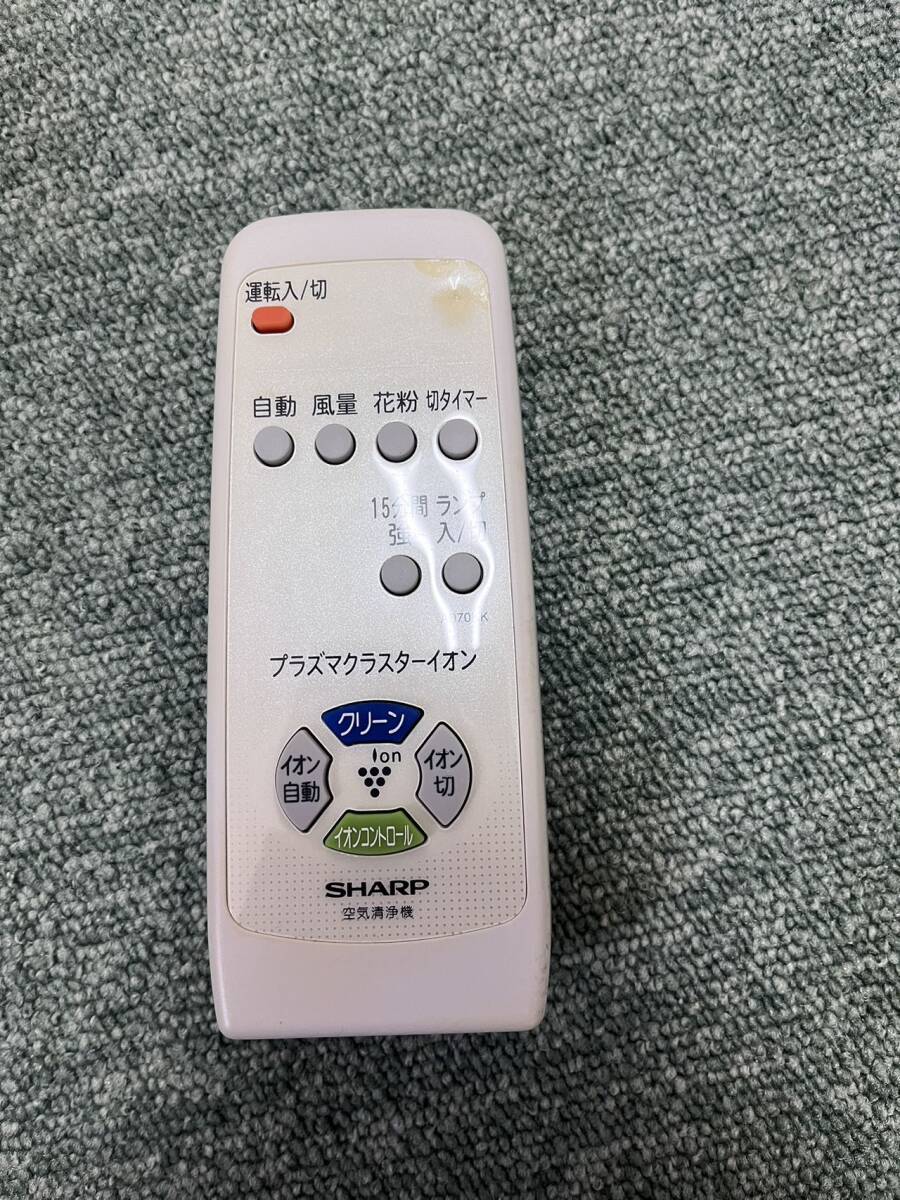 運転入/切
自動 風量 花粉 切タイマー
15分間 ランプ
強 入/切
プラズマクラスターイオン
クリーン
ion
イオン
自動
イオン
切
イオンコントロール
SHARP
空気清浄機